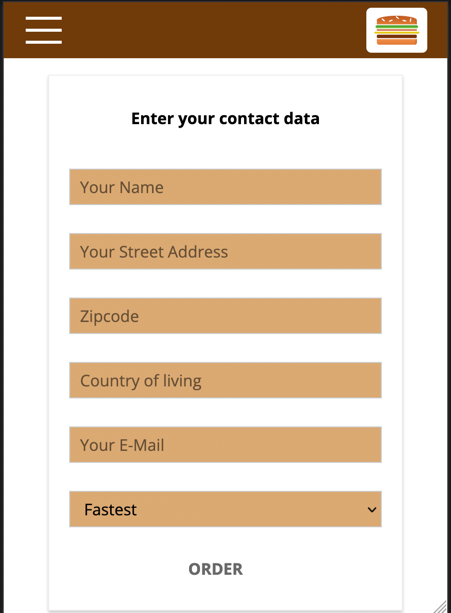 Enter your contact data
Your Name
Your Street Address
Zipcode
Country of living
Your E-Mail
Fastest
ORDER